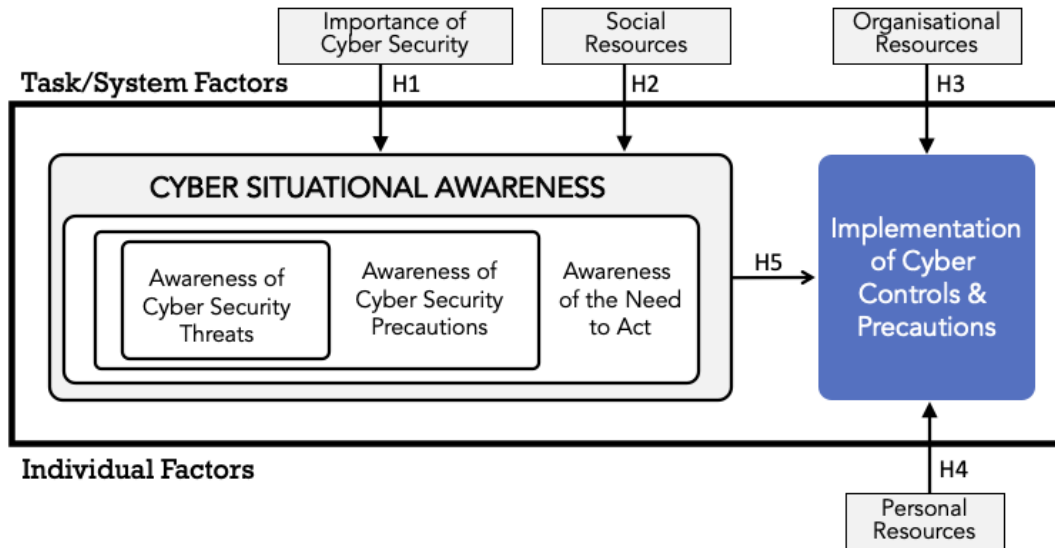 Importance of
Cyber Security
Social
Resources
Organisational
Resources
Task/System Factors
H1
H2
H3
CYBER SITUATIONAL AWARENESS
Awareness of
Cyber Security
Threats
Awareness of
Cyber Security
Precautions
Awareness
of the Need
to Act
H5
Implementation
of Cyber
Controls &
Precautions
Individual Factors
H4
Personal
Resources